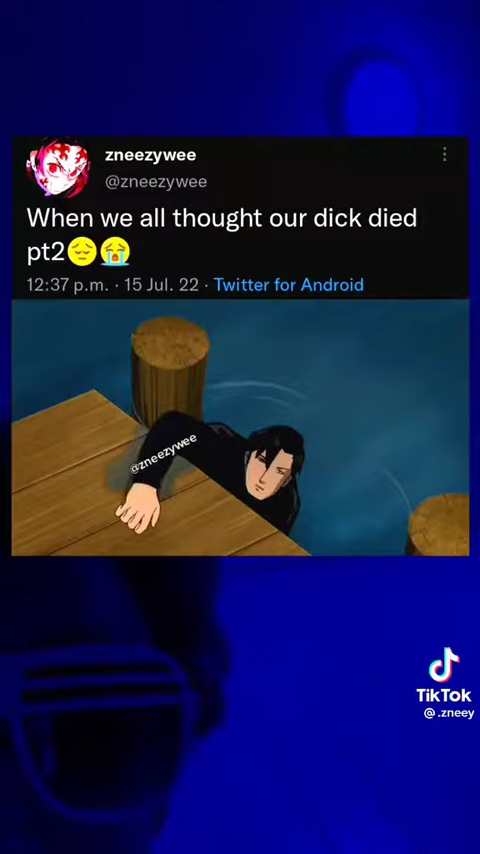 zneezywee
@zneezywee
When we all thought our dick died
pt2😔😭
12:37 p.m. · 15 Jul. 22 · Twitter for Android
@zneezywee
TikTok
@.zneey